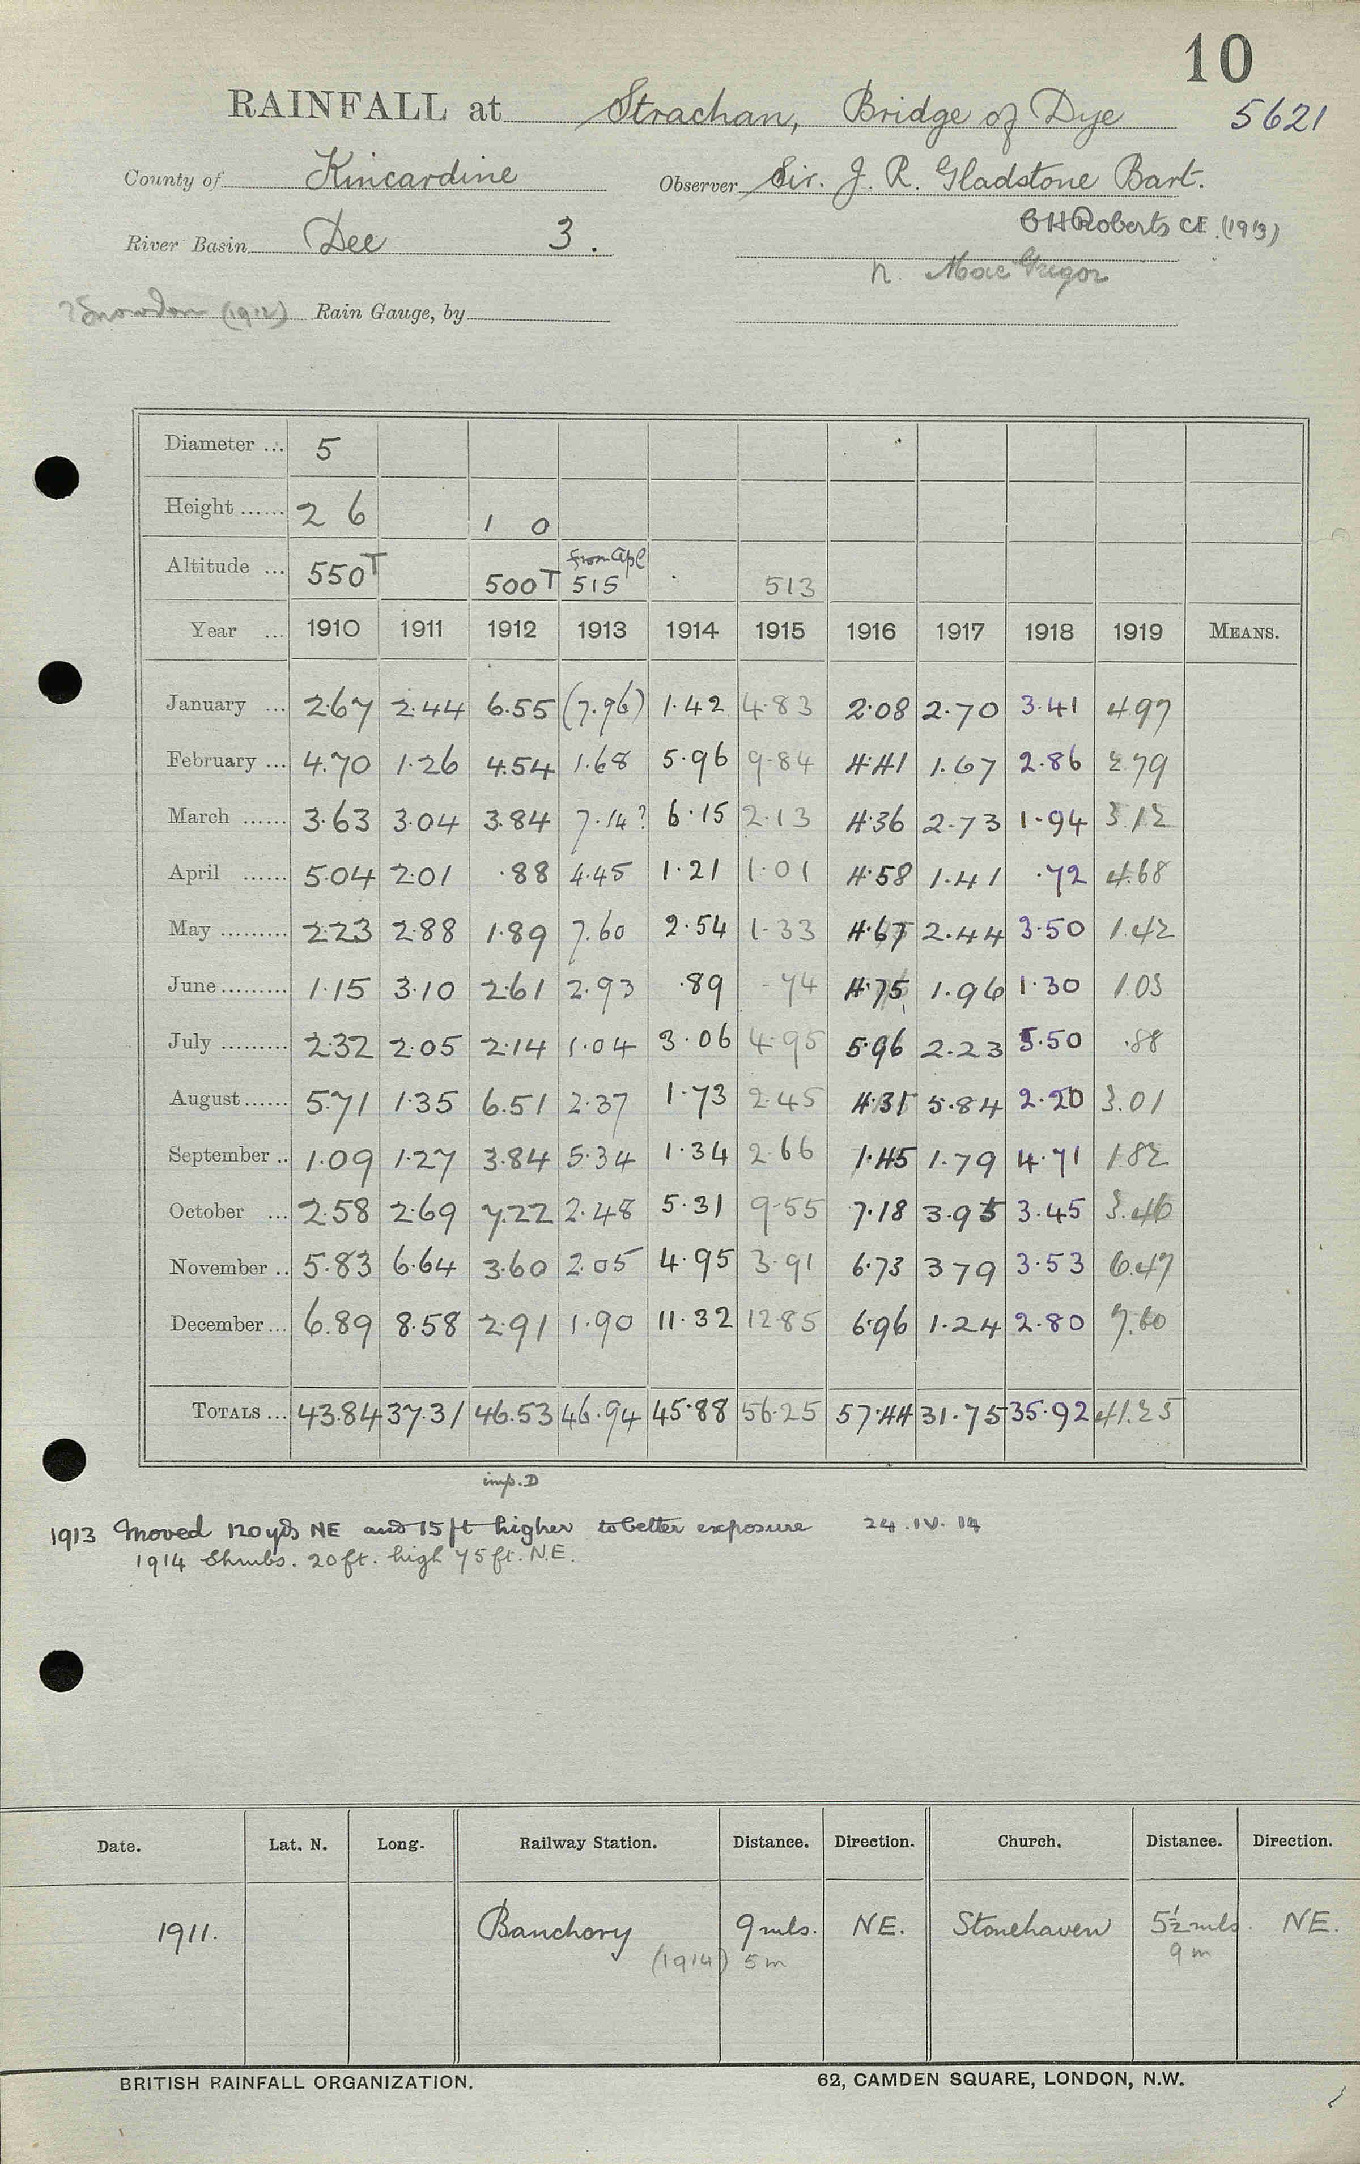 10
RAINFALL at Strachan, Bridge of Dye 5621
County of Kincardine Observer Sir. J. R. Gladstone Bart.
O H Roberts CE. (1913)
River Basin Dee 3.
N. MacGregor
? Snowdon (1912) Rain Gauge, by
Diameter ... 5
Height ...... 2 6 1 0
Altitude ... 550T 500T from Apl 515 513
Year ... 1910 1911 1912 1913 1914 1915 1916 1917 1918 1919 MEANS.
January ... 2.67 2.44 6.55 (7.96) 1.42 4.83 2.08 2.70 3.41 4.97
February ... 4.70 1.26 4.54 1.68 5.96 9.84 4.41 1.67 2.86 2.79
March ...... 3.63 3.04 3.84 7.14? 6.15 2.13 4.36 2.73 1.94 3.12
April ...... 5.04 2.01 .88 4.45 1.21 1.01 4.58 1.41 .72 4.68
May ......... 2.23 2.88 1.89 7.60 2.54 1.33 2.44 3.50 1.42
June ......... 1.15 3.10 2.61 2.93 .89 .74 1.96 1.30 1.03
July ......... 2.32 2.05 2.14 1.04 3.06 4.95 5.96 2.23 5.50 .88
August ...... 5.71 1.35 6.51 2.37 1.73 2.45 4.31 5.84 2.20 3.01
September .. 1.09 1.27 3.84 5.34 1.34 2.66 1.45 1.79 4.71 1.82
October ... 2.58 2.69 7.22 2.48 5.31 9.55 7.18 3.95 3.45 3.46
November .. 5.83 6.64 3.60 2.05 4.95 3.91 6.73 3.79 3.53 6.47
December ... 6.89 8.58 2.91 1.90 11.32 12.85 6.96 1.24 2.80 7.60
TOTALS ... 43.84 37.31 46.53 46.94 45.88 56.25 57.44 31.75 35.92 41.25
imp. D
1913 Moved 120 yds NE and 15 ft higher to better exposure 24.IV.14
1914 Shrubs. 20 ft. high 75 ft. N.E.
Date. Lat. N. Long. Railway Station. Distance. Direction. Church. Distance. Direction.
1911. Banchory 9 mls. NE. Stonehaven 5½ mls. NE.
(1914) 5 m 9 m
BRITISH RAINFALL ORGANIZATION. 62, CAMDEN SQUARE, LONDON, N.W.